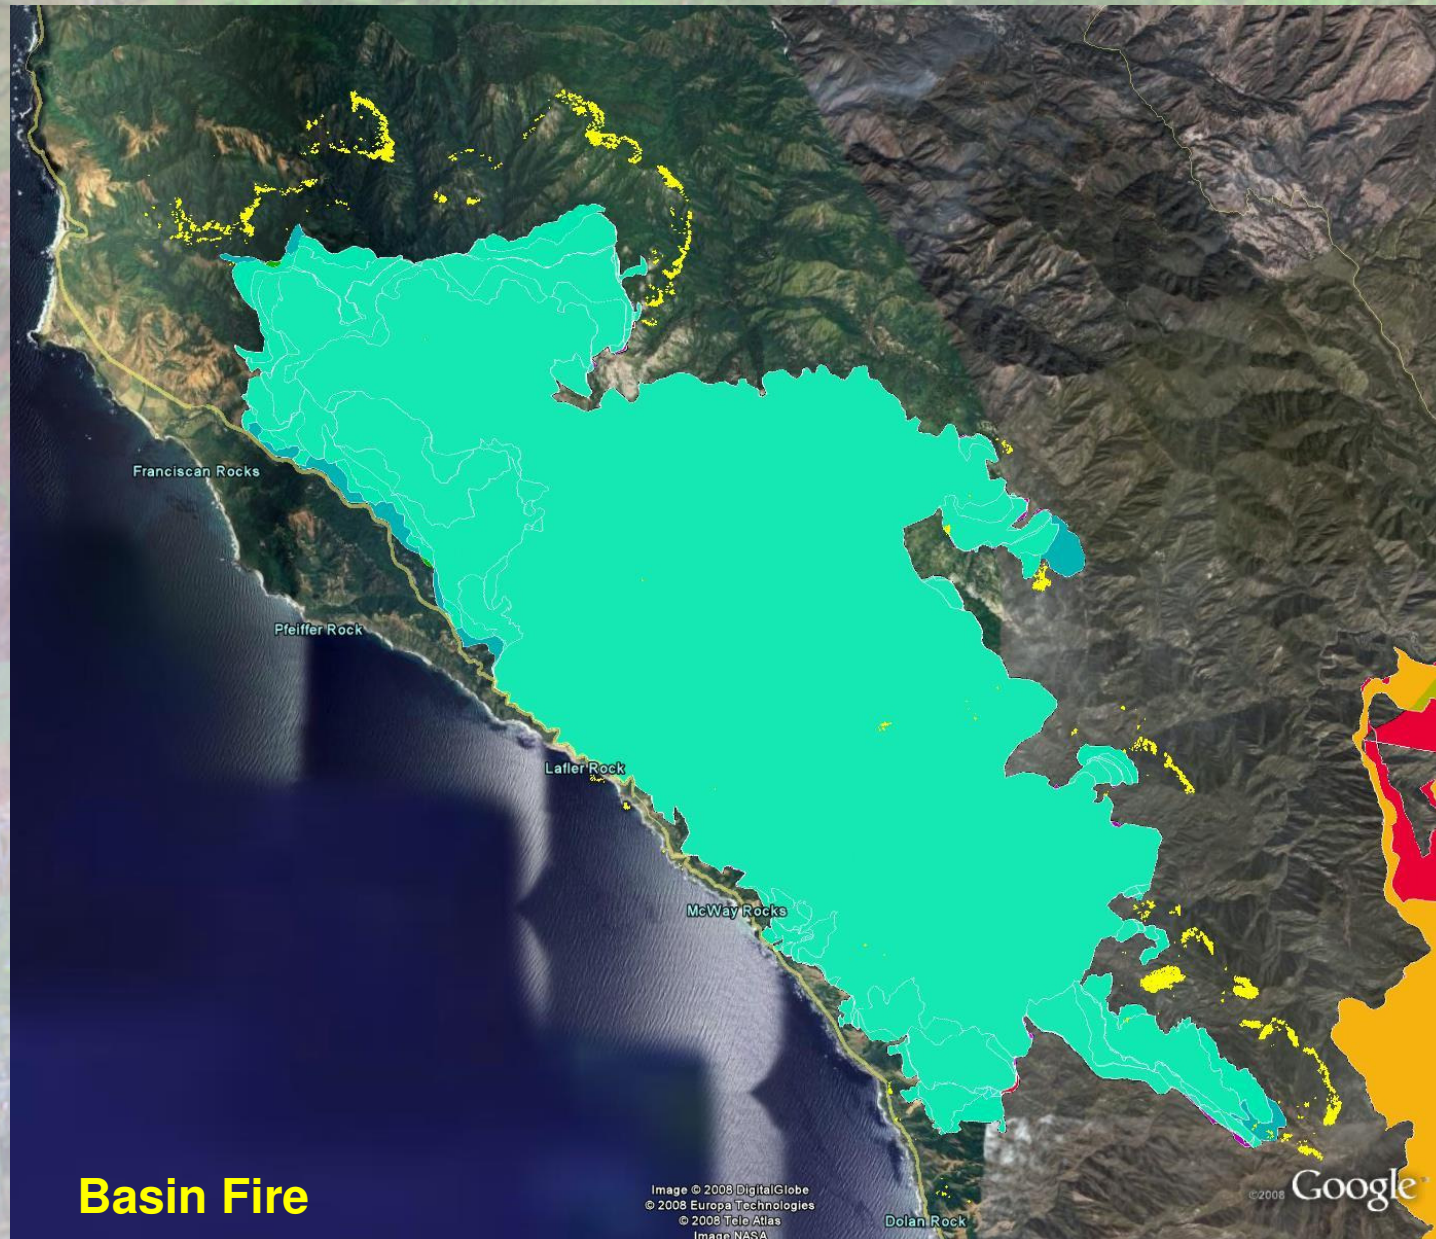 Franciscan Rocks
Pfeiffer Rock
Lafler Rock
McWay Rocks
Basin Fire
Image © 2008 DigitalGlobe
© 2008 Europa Technologies
© 2008 Tele Atlas
Image NASA
Dolan Rock
©2008 Google